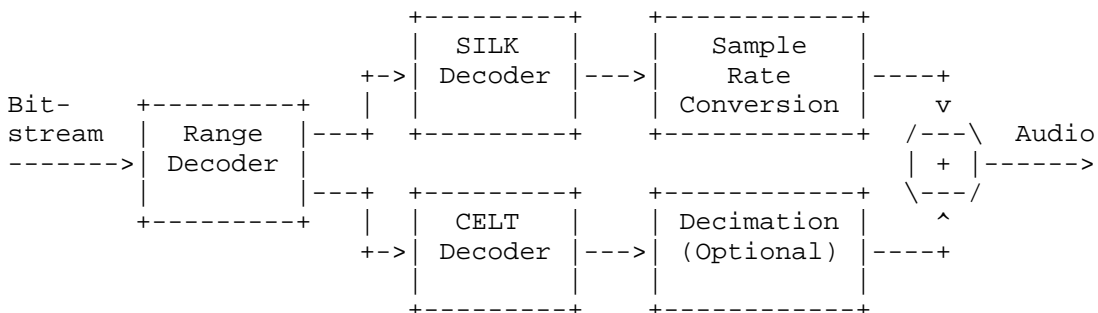 SILK
Decoder
Sample
Rate
Conversion
Bit-
stream
Range
Decoder
+
Audio
CELT
Decoder
Decimation
(Optional)